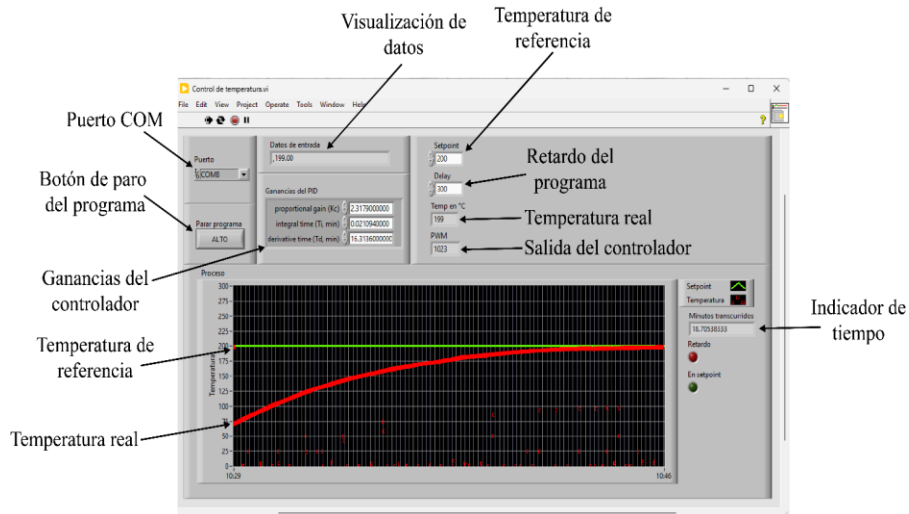 Visualización de
datos
Temperatura de
referencia
Control de temperatura.vi
File Edit View Project Operate Tools Window Help
Puerto COM
Puerto
COM8
Datos de entrada
,199.00
Setpoint
200
Delay
300
Temp en °C
199
PWM
1023
Retardo del
programa
Temperatura real
Salida del controlador
Botón de paro
del programa
Parar programa
ALTO
Ganancias del PID
proportional gain (Kc) 2.3179000000
integral time (Ti, min) 0.0210940000
derivative time (Td, min) 16.3136000000
Ganancias del
controlador
Proceso
Temperatura
300
275
250
225
200
175
150
125
100
75
50
25
0
10:29
10:46
Setpoint
Temperatura
Minutos transcurridos
16.70538333
Retardo
En setpoint
Indicador de
tiempo
Temperatura de
referencia
Temperatura real